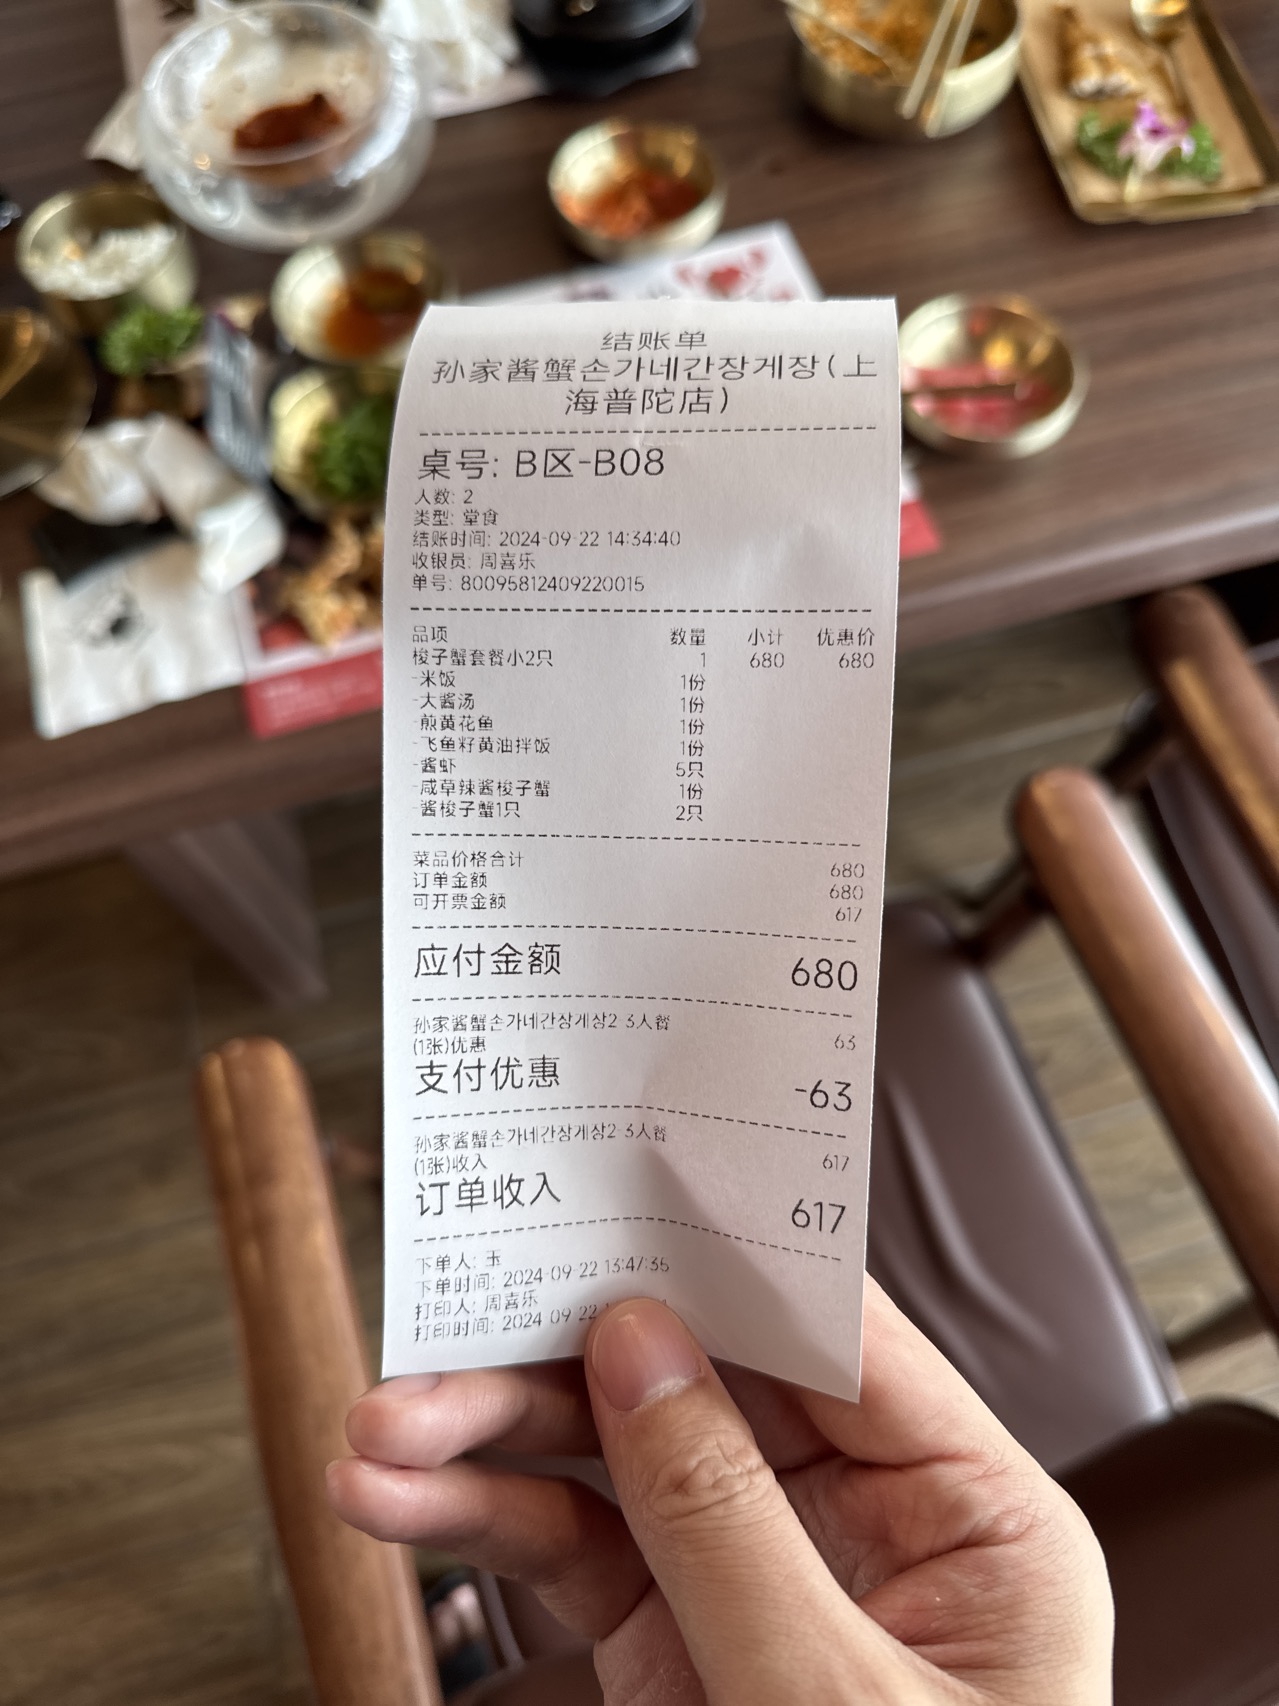 结账单
孙家酱蟹손가네간장게장(上
海普陀店)
桌号: B区-B08
人数: 2
类型: 堂食
结账时间: 2024-09-22 14:34:40
收银员: 周喜乐
单号: 80095812409220015
品项 数量 小计 优惠价
梭子蟹套餐小2只 1 680 680
-米饭 1份
-大酱汤 1份
-煎黄花鱼 1份
-飞鱼籽黄油拌饭 1份
-酱虾 5只
-咸草辣酱梭子蟹 1份
-酱梭子蟹1只 2只
菜品价格合计 680
订单金额 680
可开票金额 617
应付金额 680
孙家酱蟹손가네간장게장2-3人餐
(1张)优惠 63
支付优惠 -63
孙家酱蟹손가네간장게장2-3人餐
(1张)收入 617
订单收入 617
下单人: 玉
下单时间: 2024-09-22 13:47:35
打印人: 周喜乐
打印时间: 2024-09-22